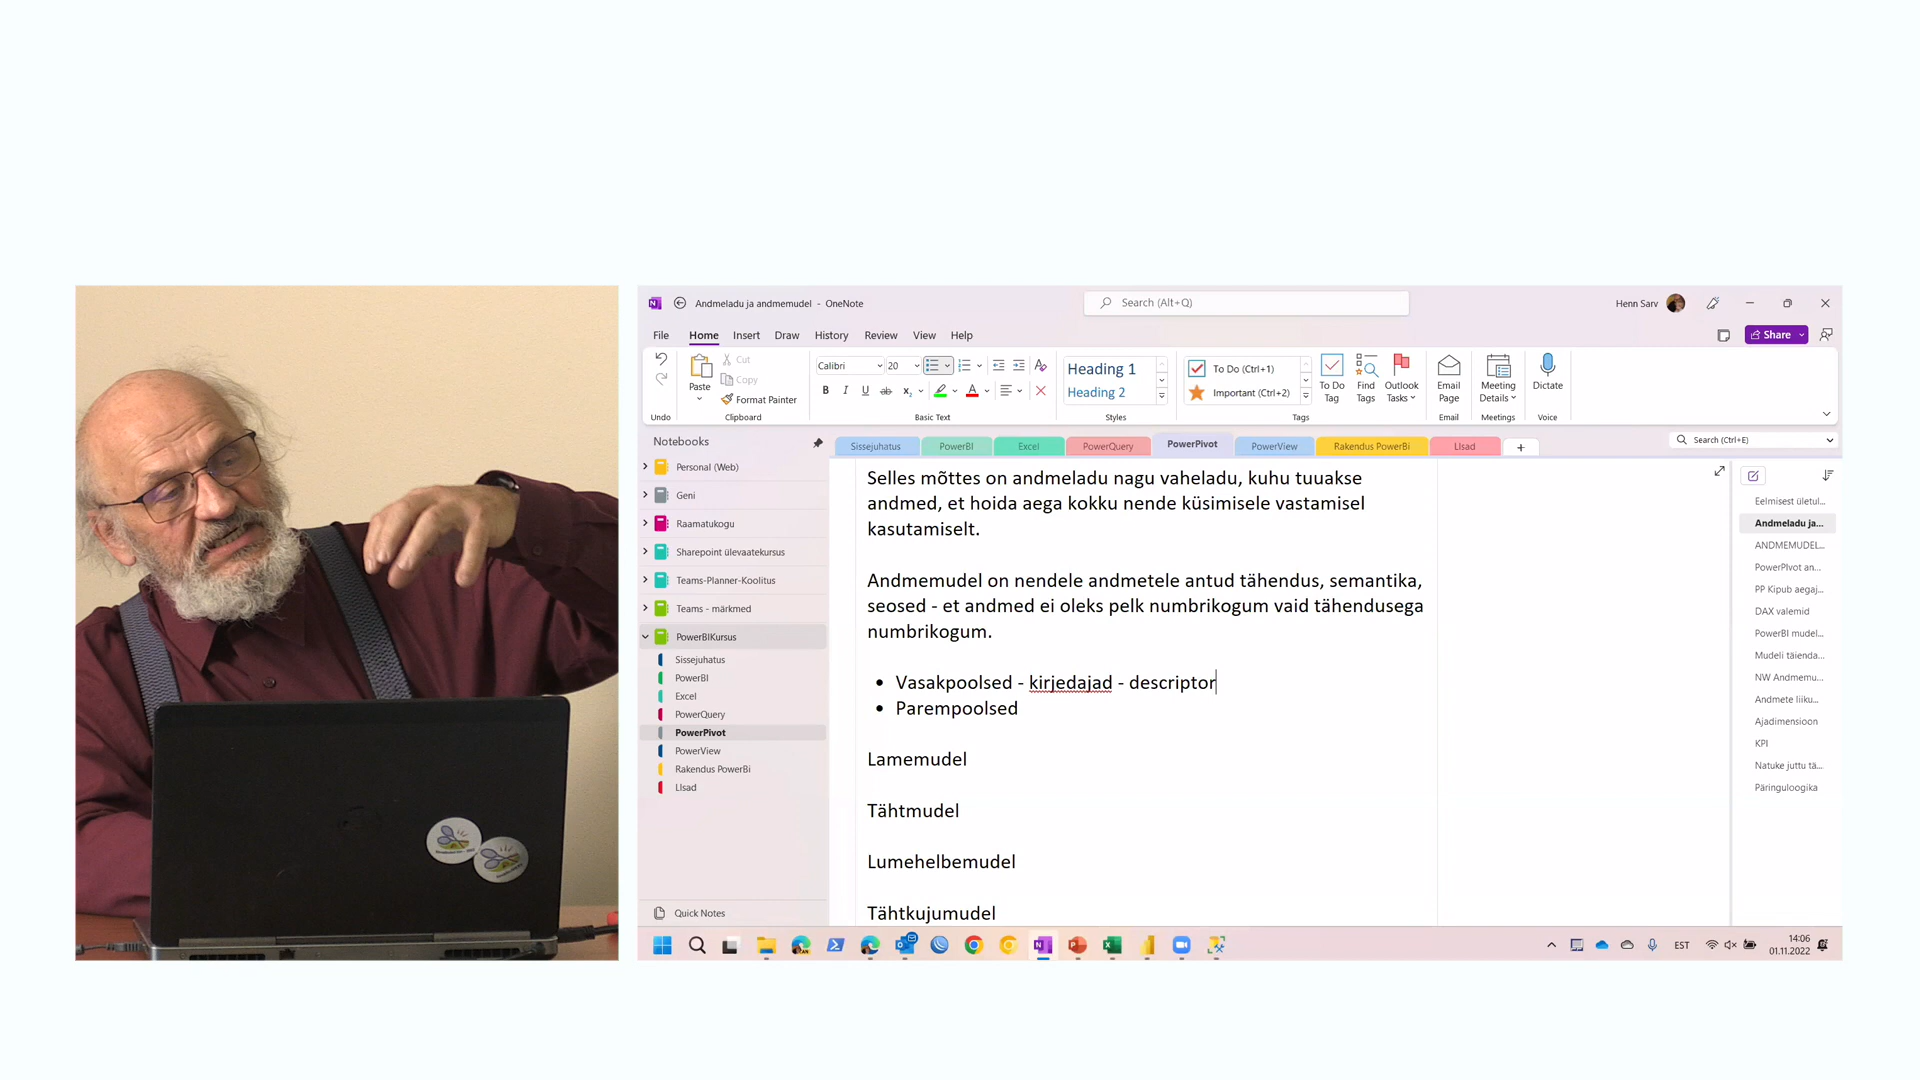 Andmeladu ja andmemudel - OneNote
Search (Alt+Q)
Henn Sarv
File Home Insert Draw History Review View Help
Share
Undo
Paste
Cut
Copy
Format Painter
Clipboard
Calibri 20
Basic Text
Heading 1
Heading 2
Styles
To Do (Ctrl+1)
Important (Ctrl+2)
Tags
To Do Tag
Find Tags
Outlook Tasks
Email Page
Email
Meeting Details
Meetings
Dictate
Voice
Notebooks
Sissejuhatus PowerBI Excel PowerQuery PowerPivot PowerView Rakendus PowerBi LIsad
Search (Ctrl+E)
Personal (Web)
Geni
Raamatukogu
Sharepoint ülevaatekursus
Teams-Planner-Koolitus
Teams - märkmed
PowerBIKursus
Sissejuhatus
PowerBI
Excel
PowerQuery
PowerPivot
PowerView
Rakendus PowerBi
LIsad
Quick Notes
Selles mõttes on andmeladu nagu vaheladu, kuhu tuuakse
andmed, et hoida aega kokku nende küsimisele vastamisel
kasutamiselt.
Andmemudel on nendele andmetele antud tähendus, semantika,
seosed - et andmed ei oleks pelk numbrikogum vaid tähendusega
numbrikogum.
• Vasakpoolsed - kirjedajad - descriptor
• Parempoolsed
Lamemudel
Tähtmudel
Lumehelbemudel
Tähtkujumudel
Eelmisest ületul...
Andmeladu ja...
ANDMEMUDEL...
PowerPIvot an...
PP Kipub aegaj...
DAX valemid
PowerBI mudel...
Mudeli täienda...
NW Andmemu...
Andmete liiku...
Ajadimensioon
KPI
Natuke juttu tä...
Päringuloogika
EST
14:06
01.11.2022